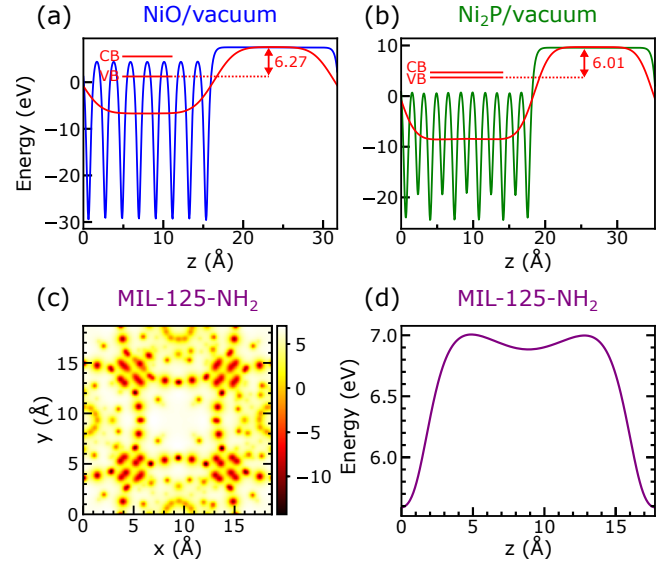 (a) NiO/vacuum
CB
VB
6.27
0
−10
−20
−30
Energy (eV)
0 10 20 30
z (Å)
(b) Ni₂P/vacuum
CB
VB
6.01
10
0
−10
−20
0 10 20 30
z (Å)
(c) MIL-125-NH₂
15
10
5
0
y (Å)
0 5 10 15
x (Å)
5
0
−5
−10
(d) MIL-125-NH₂
7.0
6.5
6.0
Energy (eV)
0 5 10 15
z (Å)